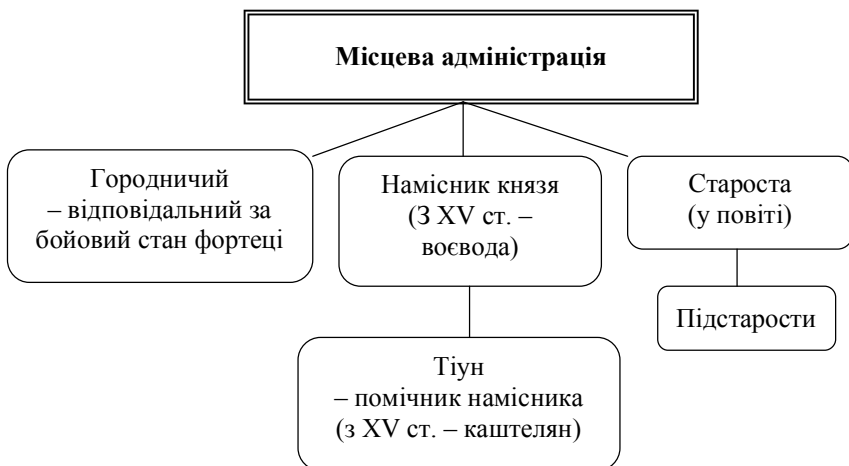 Місцева адміністрація
Городничий
– відповідальний за
бойовий стан фортеці
Намісник князя
(З XV ст. –
воєвода)
Староста
(у повіті)
Підстарости
Тіун
– помічник намісника
(з XV ст. – каштелян)